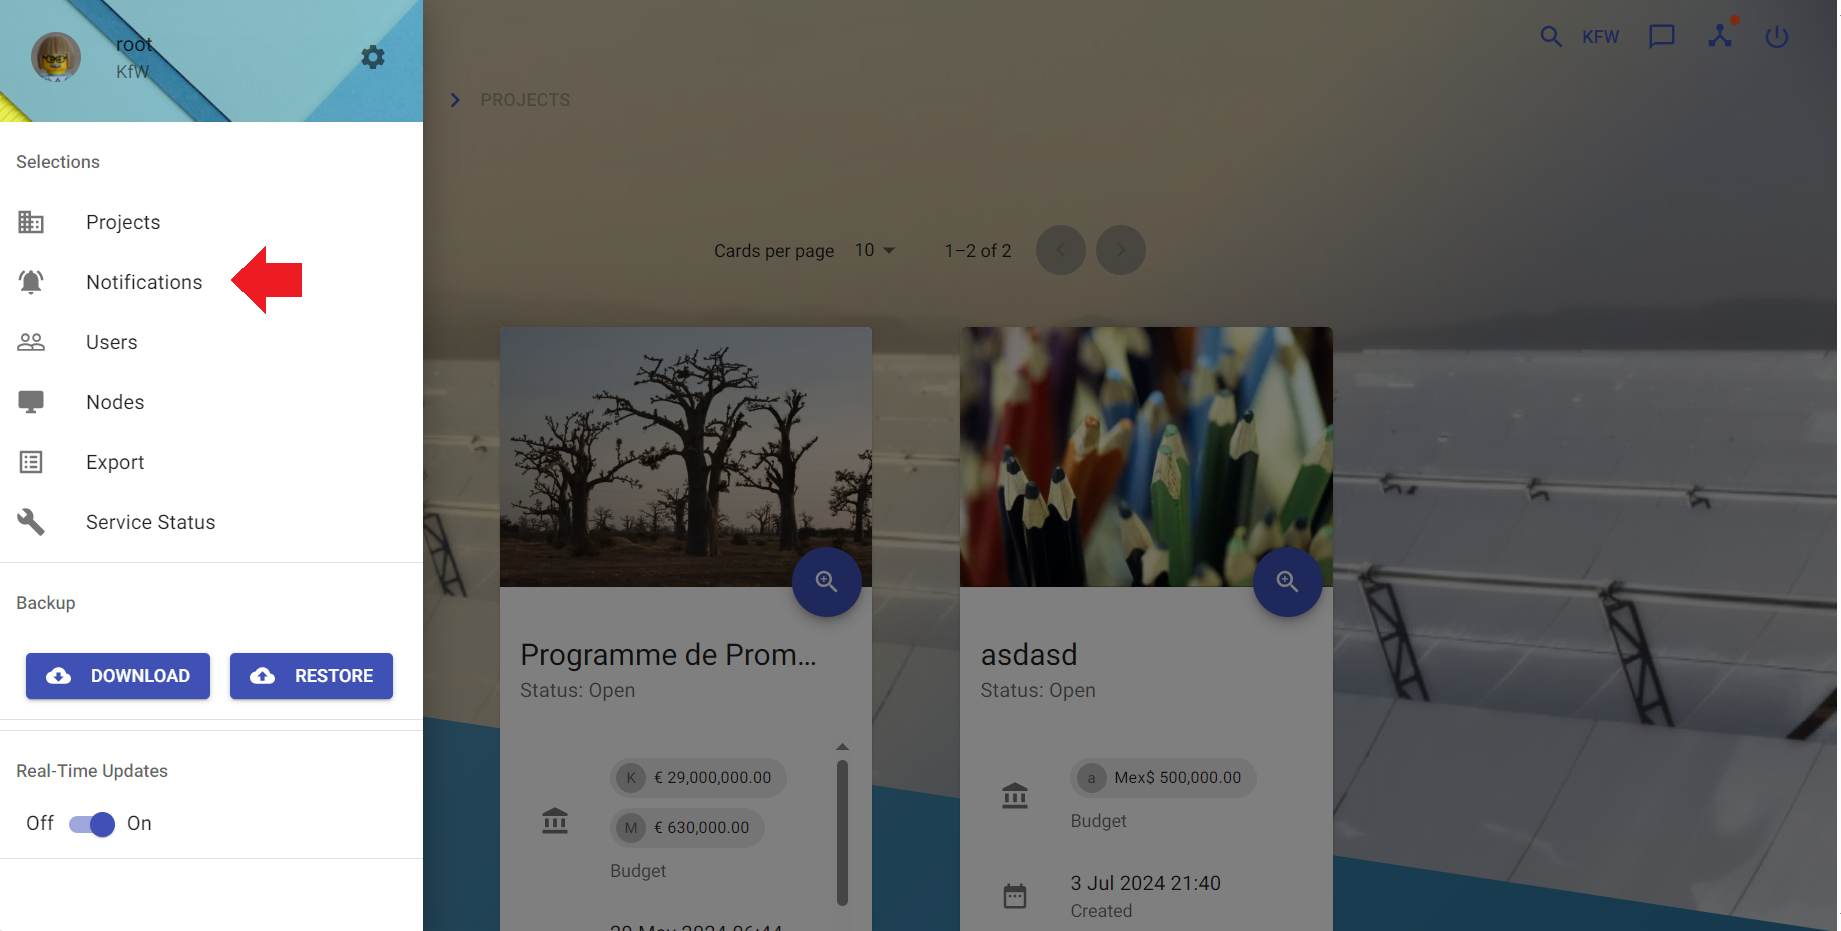 root
KfW
Selections
Projects
Notifications
Users
Nodes
Export
Service Status
Backup
DOWNLOAD
RESTORE
Real-Time Updates
Off
On
KFW
PROJECTS
Cards per page 10 1–2 of 2
Programme de Prom...
Status: Open
K € 29,000,000.00
M € 630,000.00
Budget
asdasd
Status: Open
a Mex$ 500,000.00
Budget
3 Jul 2024 21:40
Created